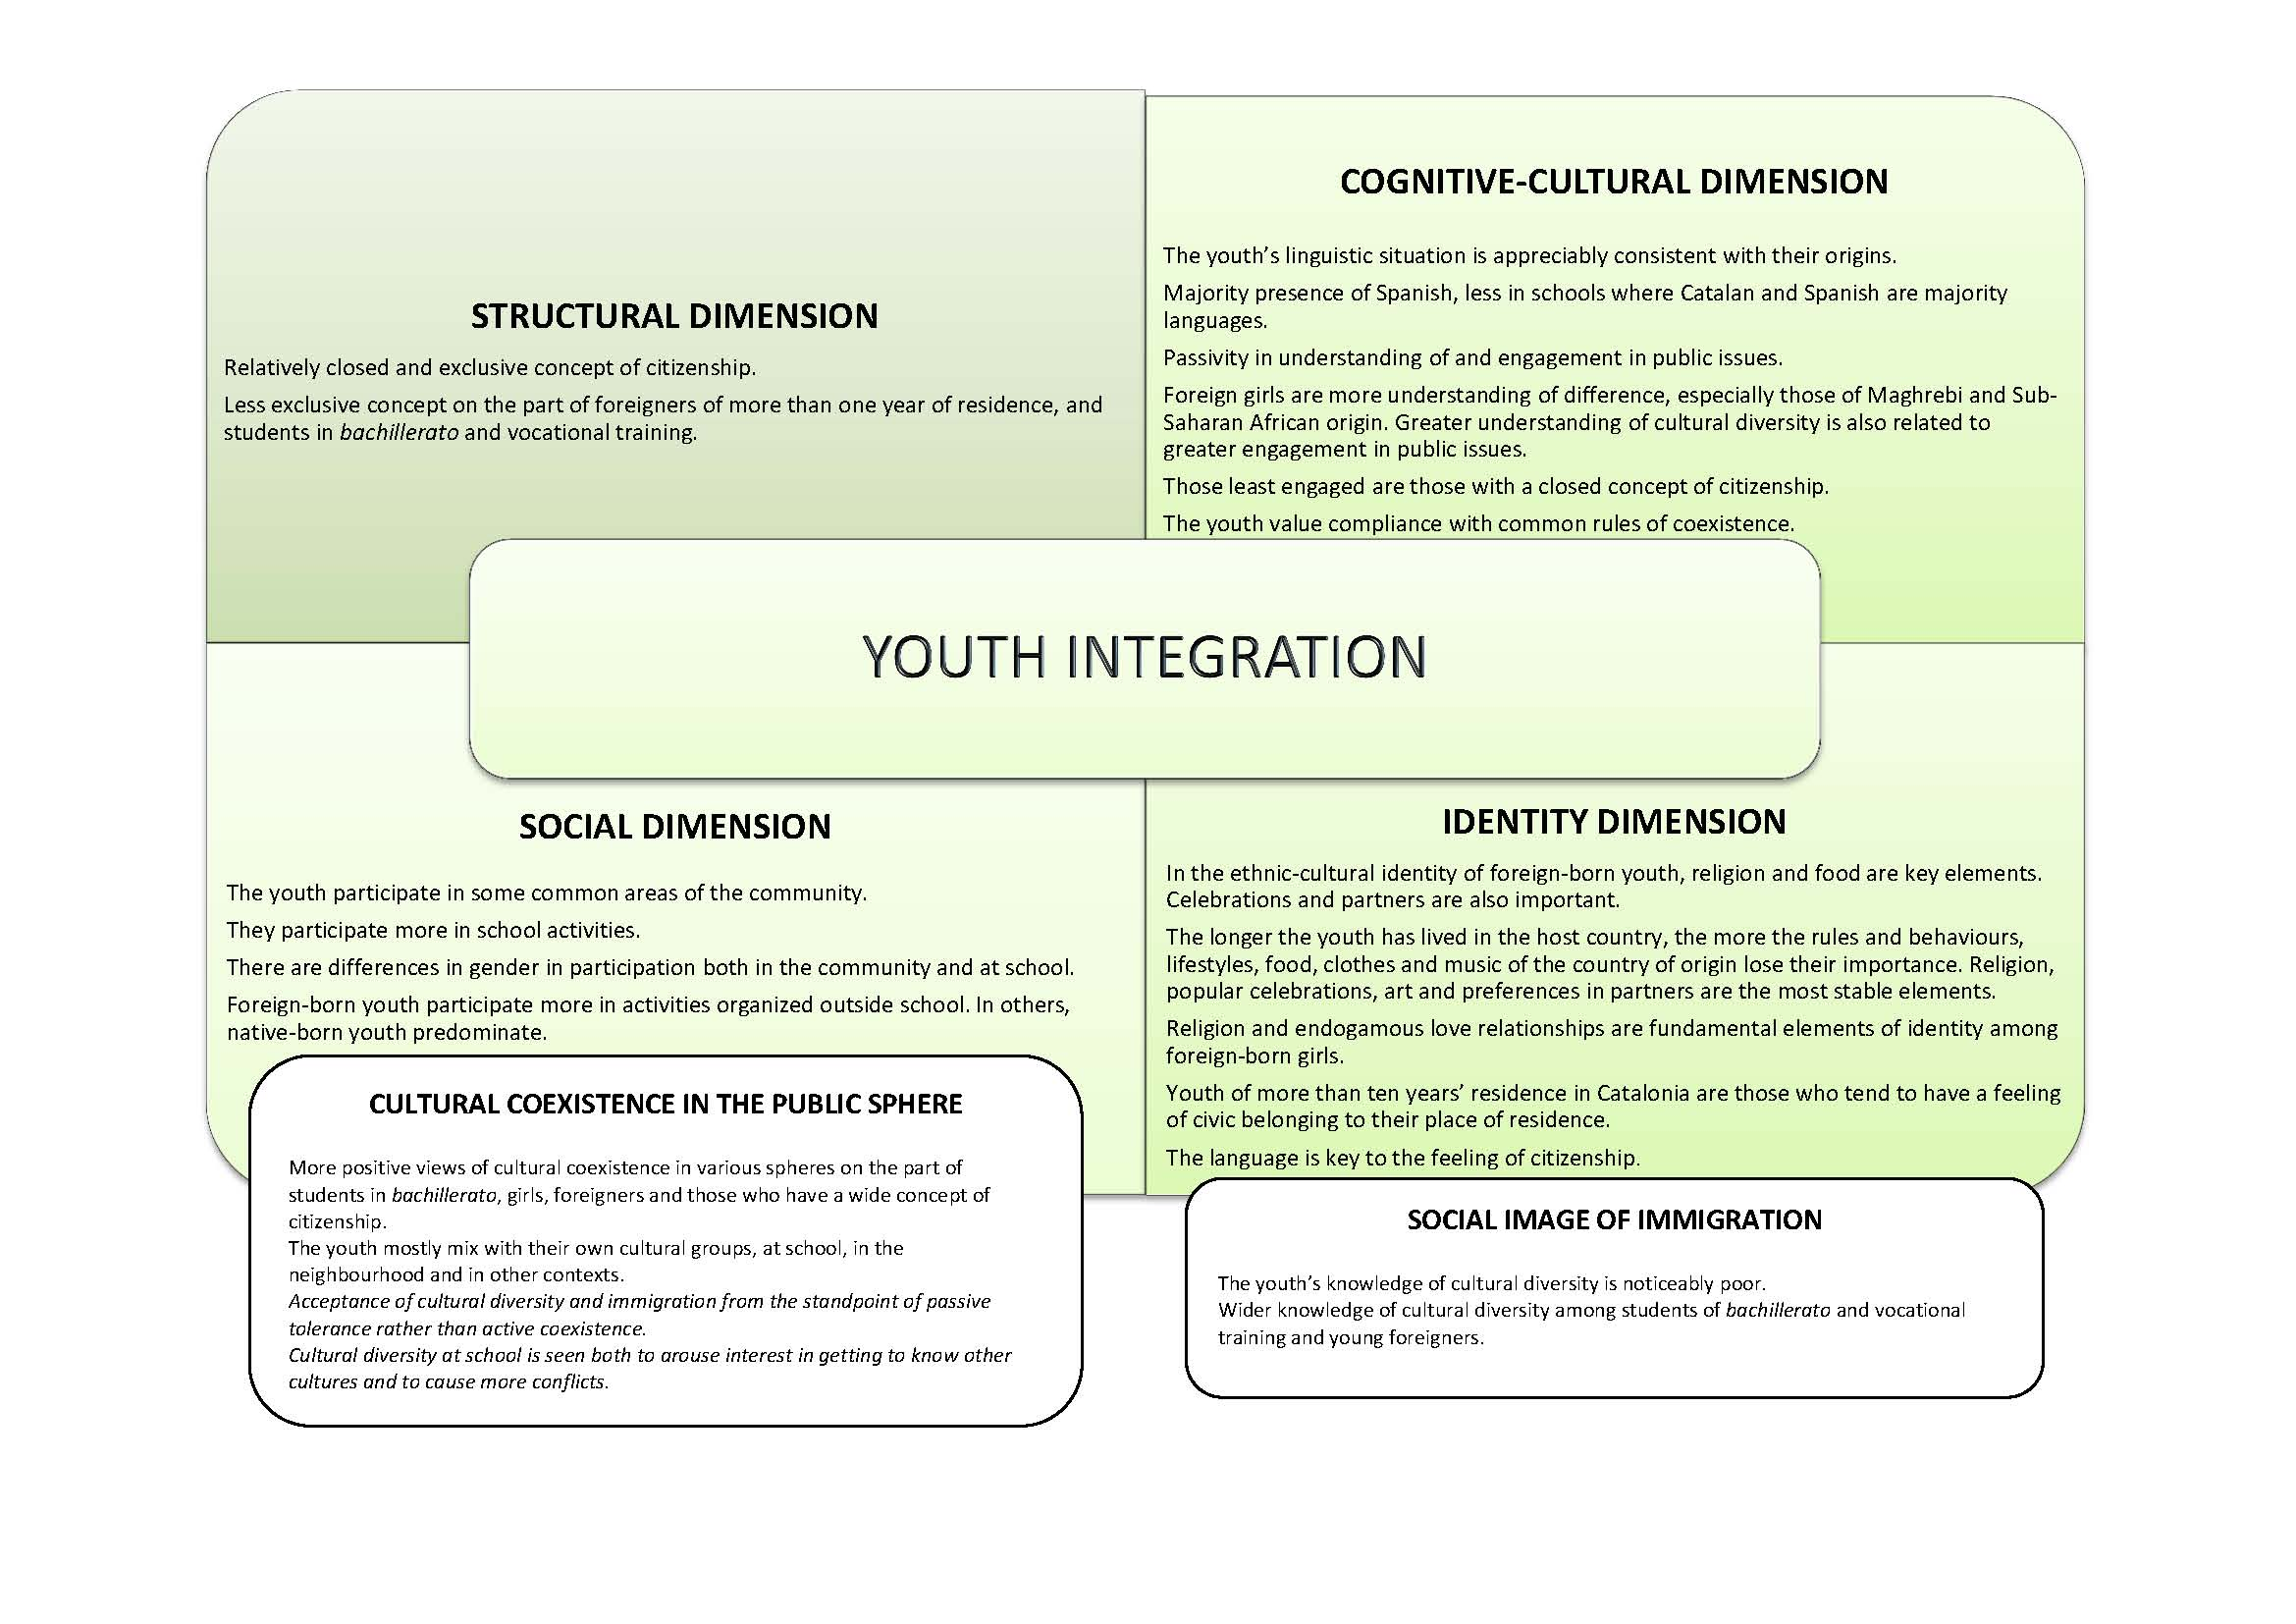 STRUCTURAL DIMENSION
Relatively closed and exclusive concept of citizenship.
Less exclusive concept on the part of foreigners of more than one year of residence, and
students in bachillerato and vocational training.
COGNITIVE-CULTURAL DIMENSION
The youth’s linguistic situation is appreciably consistent with their origins.
Majority presence of Spanish, less in schools where Catalan and Spanish are majority
languages.
Passivity in understanding of and engagement in public issues.
Foreign girls are more understanding of difference, especially those of Maghrebi and Sub-
Saharan African origin. Greater understanding of cultural diversity is also related to
greater engagement in public issues.
Those least engaged are those with a closed concept of citizenship.
The youth value compliance with common rules of coexistence.
YOUTH INTEGRATION
SOCIAL DIMENSION
The youth participate in some common areas of the community.
They participate more in school activities.
There are differences in gender in participation both in the community and at school.
Foreign-born youth participate more in activities organized outside school. In others,
native-born youth predominate.
CULTURAL COEXISTENCE IN THE PUBLIC SPHERE
More positive views of cultural coexistence in various spheres on the part of
students in bachillerato, girls, foreigners and those who have a wide concept of
citizenship.
The youth mostly mix with their own cultural groups, at school, in the
neighbourhood and in other contexts.
Acceptance of cultural diversity and immigration from the standpoint of passive
tolerance rather than active coexistence.
Cultural diversity at school is seen both to arouse interest in getting to know other
cultures and to cause more conflicts.
IDENTITY DIMENSION
In the ethnic-cultural identity of foreign-born youth, religion and food are key elements.
Celebrations and partners are also important.
The longer the youth has lived in the host country, the more the rules and behaviours,
lifestyles, food, clothes and music of the country of origin lose their importance. Religion,
popular celebrations, art and preferences in partners are the most stable elements.
Religion and endogamous love relationships are fundamental elements of identity among
foreign-born girls.
Youth of more than ten years’ residence in Catalonia are those who tend to have a feeling
of civic belonging to their place of residence.
The language is key to the feeling of citizenship.
SOCIAL IMAGE OF IMMIGRATION
The youth’s knowledge of cultural diversity is noticeably poor.
Wider knowledge of cultural diversity among students of bachillerato and vocational
training and young foreigners.